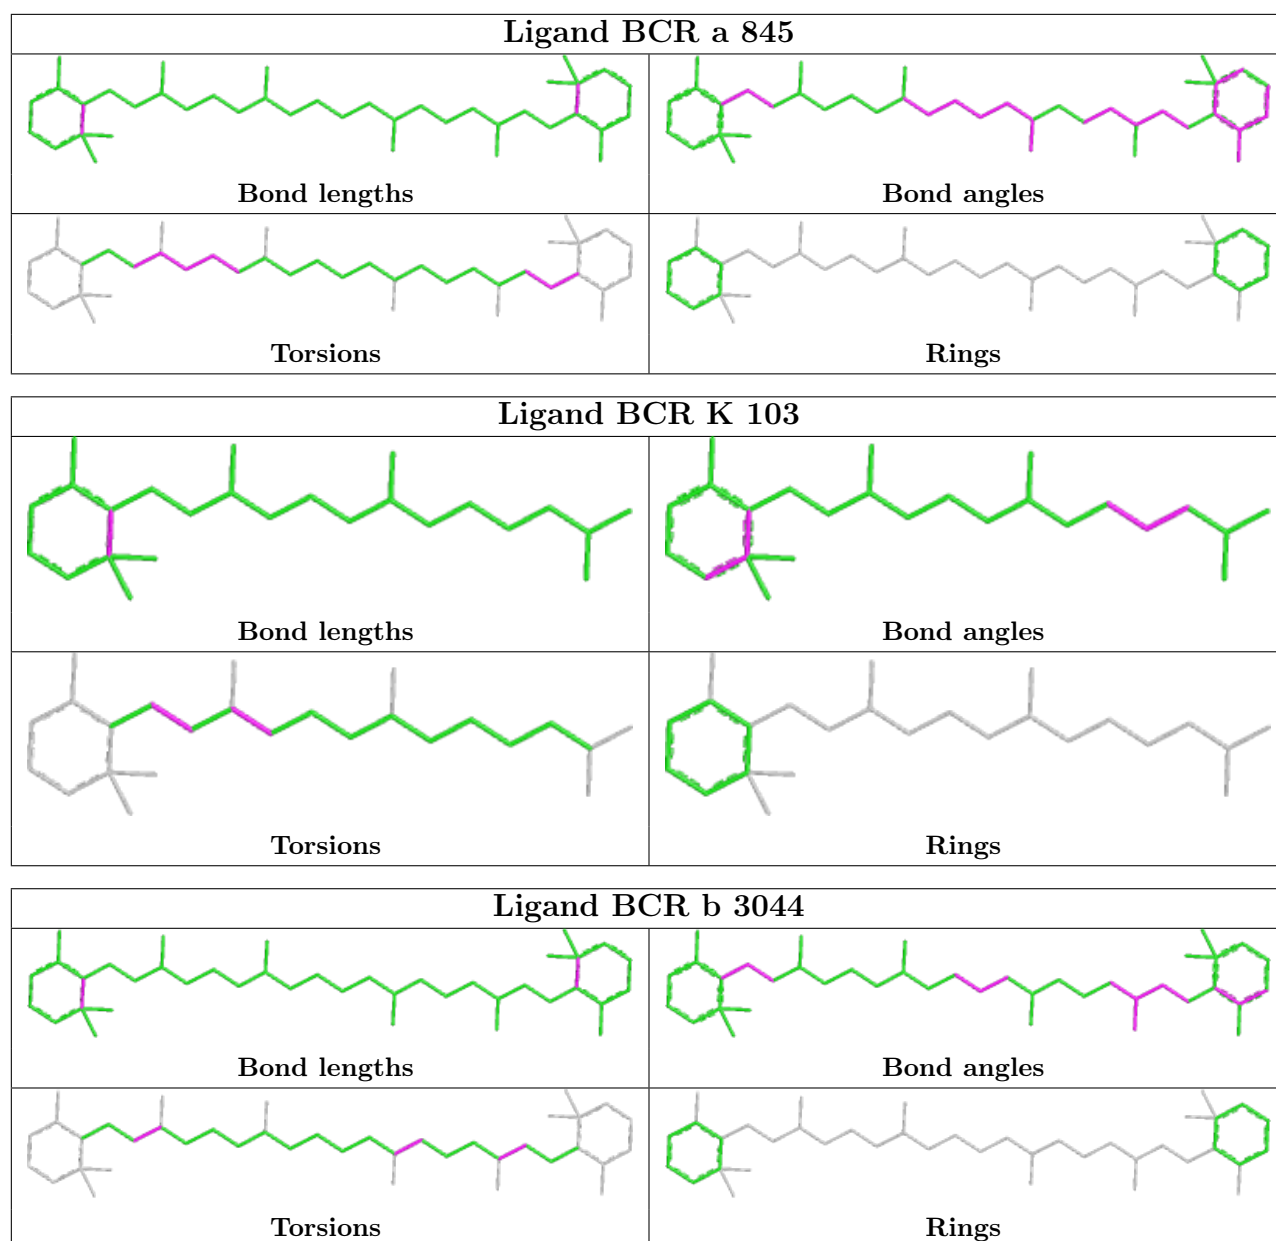 Ligand BCR a 845
Bond lengths
Bond angles
Torsions
Rings
Ligand BCR K 103
Bond lengths
Bond angles
Torsions
Rings
Ligand BCR b 3044
Bond lengths
Bond angles
Torsions
Rings